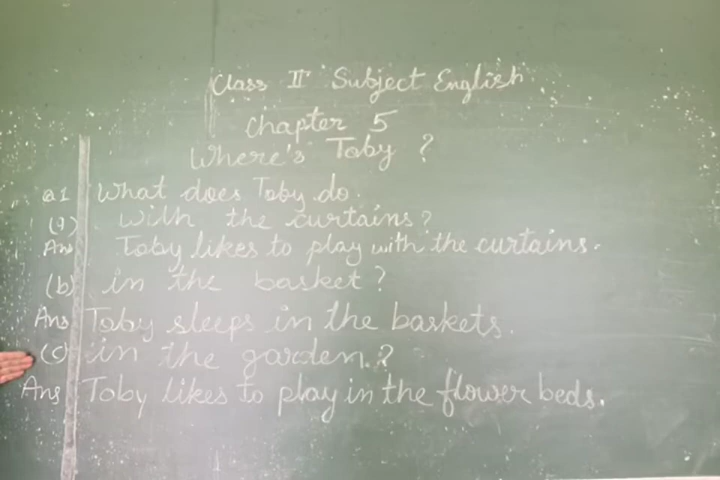 Class II Subject English
Chapter 5
Where's Toby ?
Q1 What does Toby do.
(a) with the curtains?
Ans Toby likes to play with the curtains.
(b) in the basket?
Ans Toby sleeps in the baskets.
(c) in the garden.?
Ans Toby likes to play in the flower beds.